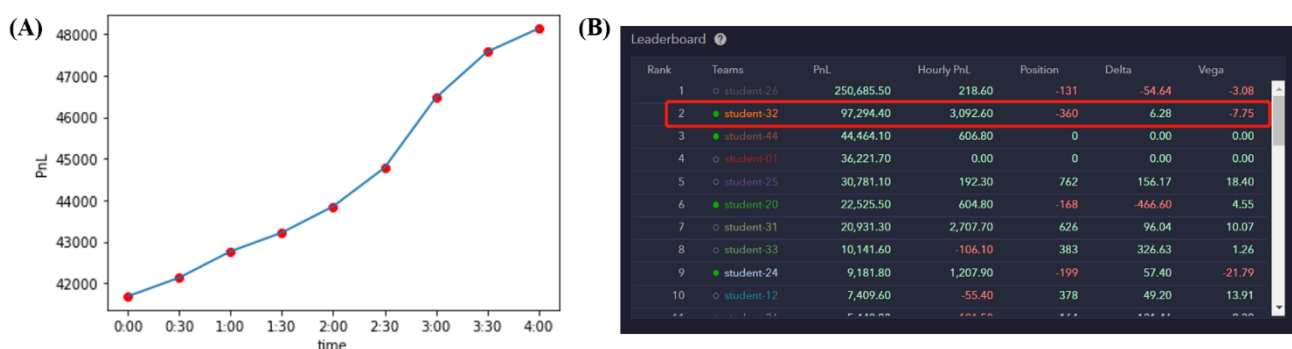 (A)
48000
47000
46000
45000
44000
43000
42000
PnL
0:00 0:30 1:00 1:30 2:00 2:30 3:00 3:30 4:00
time
(B)
Leaderboard ?
Rank Teams PnL Hourly PnL Position Delta Vega
1 student-26 250,685.50 218.60 -131 -54.64 -3.08
2 student-32 97,294.40 3,092.60 -360 6.28 -7.75
3 student-44 44,464.10 606.80 0 0.00 0.00
4 student-01 36,221.70 0.00 0 0.00 0.00
5 student-25 30,781.10 192.30 762 156.17 18.40
6 student-20 22,525.50 604.80 -168 -466.60 4.55
7 student-31 20,931.30 2,707.70 626 96.04 10.07
8 student-33 10,141.60 -106.10 383 326.63 1.26
9 student-24 9,181.80 1,207.90 -199 57.40 -21.79
10 student-12 7,409.60 -55.40 378 49.20 13.91